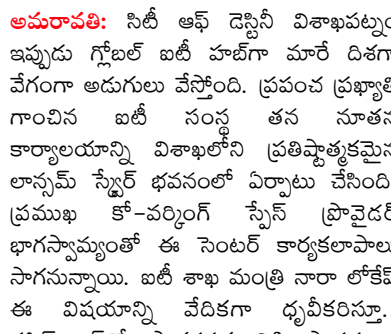 అమరావతి: సిటీ ఆఫ్ డెస్టినీ విశాఖపట్నం
ఇప్పుడు గ్లోబల్ ఐటీ హబ్‌గా మారే దిశగా
వేగంగా అడుగులు వేస్తోంది. ప్రపంచ ప్రఖ్యాతి
గాంచిన ఐటీ సంస్థ తన నూతన
కార్యాలయాన్ని విశాఖలోని ప్రతిష్టాత్మకమైన
లాన్సమ్ స్క్వేర్ భవనంలో ఏర్పాటు చేసింది.
ప్రముఖ కో-వర్కింగ్ స్పేస్ ప్రొవైడర్
భాగస్వామ్యంతో ఈ సెంటర్ కార్యకలాపాలు
సాగనున్నాయి. ఐటీ శాఖ మంత్రి నారా లోకేష్
ఈ విషయాన్ని వేదికగా ధృవీకరిస్తూ..